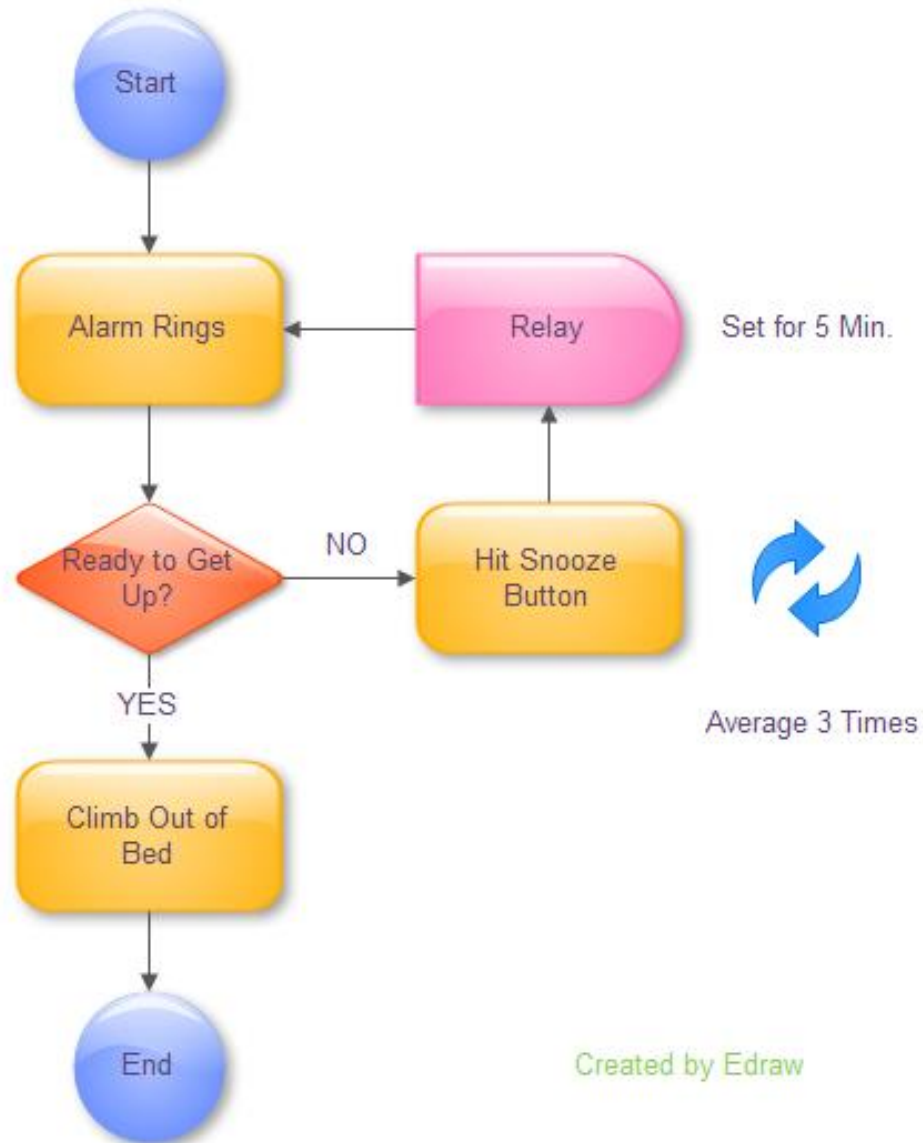 Start
Alarm Rings
Relay
Set for 5 Min.
Ready to Get
Up?
NO
Hit Snooze
Button
YES
Average 3 Times
Climb Out of
Bed
End
Created by Edraw